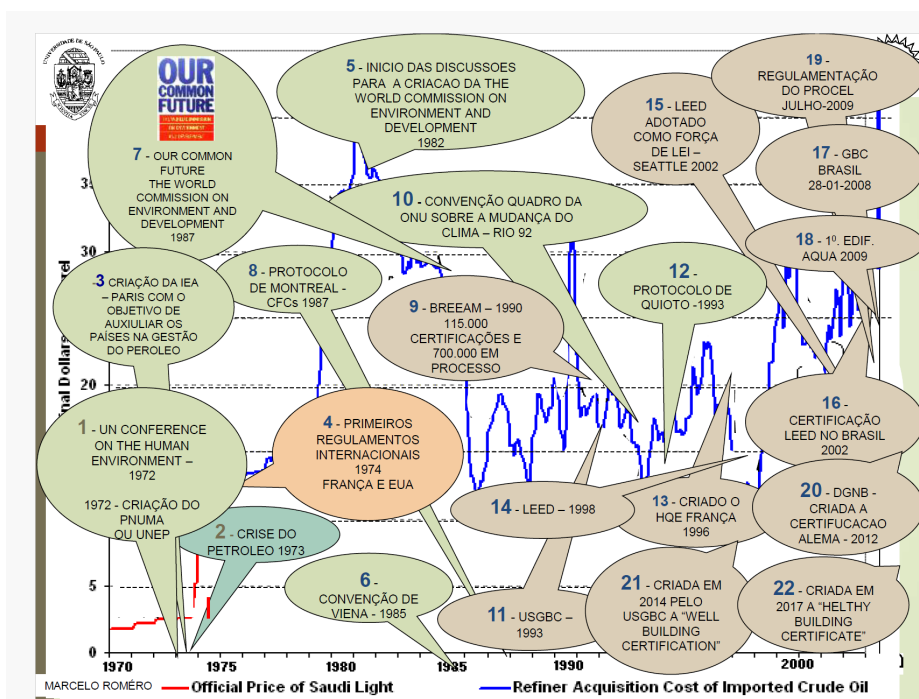 UNIVERSIDADE DE SÃO PAULO
OUR
COMMON
FUTURE
7 - OUR COMMON
FUTURE
THE WORLD
COMMISSION ON
ENVIRONMENT AND
DEVELOPMENT
1987
5 - INICIO DAS DISCUSSOES
PARA A CRIACAO DA THE
WORLD COMMISSION ON
ENVIRONMENT AND
DEVELOPMENT
1982
15 - LEED
ADOTADO
COMO FORÇA
DE LEI –
SEATTLE 2002
19 -
REGULAMENTAÇÃO
DO PROCEL
JULHO-2009
17 - GBC
BRASIL
28-01-2008
10 - CONVENÇÃO QUADRO DA
ONU SOBRE A MUDANÇA DO
CLIMA – RIO 92
18 - 1º. EDIF.
AQUA 2009
3 - CRIAÇÃO DA IEA
– PARIS COM O
OBJETIVO DE
AUXIULIAR OS
PAÍSES NA GESTÃO
DO PEROLEO
8 - PROTOCOLO
DE MONTREAL -
CFCs 1987
12 -
PROTOCOLO DE
QUIOTO -1993
9 - BREEAM – 1990
115.000
CERTIFICAÇÕES E
700.000 EM
PROCESSO
1 - UN CONFERENCE
ON THE HUMAN
ENVIRONMENT –
1972
1972 - CRIAÇÃO DO
PNUMA
OU UNEP
4 - PRIMEIROS
REGULAMENTOS
INTERNACIONAIS
1974
FRANÇA E EUA
16 -
CERTIFICAÇÃO
LEED NO BRASIL
2002
2 - CRISE DO
PETROLEO 1973
14 - LEED – 1998
13 - CRIADO O
HQE FRANÇA
1996
20 - DGNB -
CRIADA A
CERTIFUCACAO
ALEMA - 2012
6 -
CONVENÇÃO DE
VIENA - 1985
11 - USGBC –
1993
21 - CRIADA EM
2014 PELO
USGBC A “WELL
BUILDING
CERTIFICATION”
22 - CRIADA EM
2017 A “HELTHY
BUILDING
CERTIFICATE”
35
30
20
5
0
1970 1975 1980 1985 1990 2000
MARCELO ROMÉRO
Official Price of Saudi Light
Refiner Acquisition Cost of Imported Crude Oil